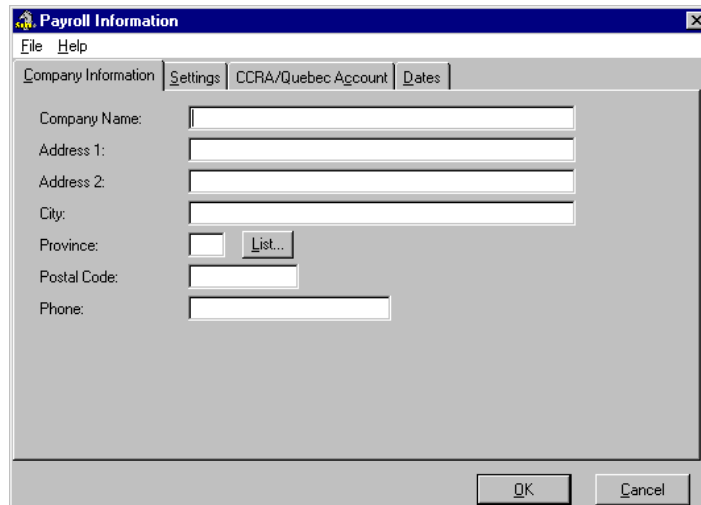 Payroll Information
File Help
Company Information Settings CCRA/Quebec Account Dates
Company Name:
Address 1:
Address 2:
City:
Province: List...
Postal Code:
Phone:
OK Cancel